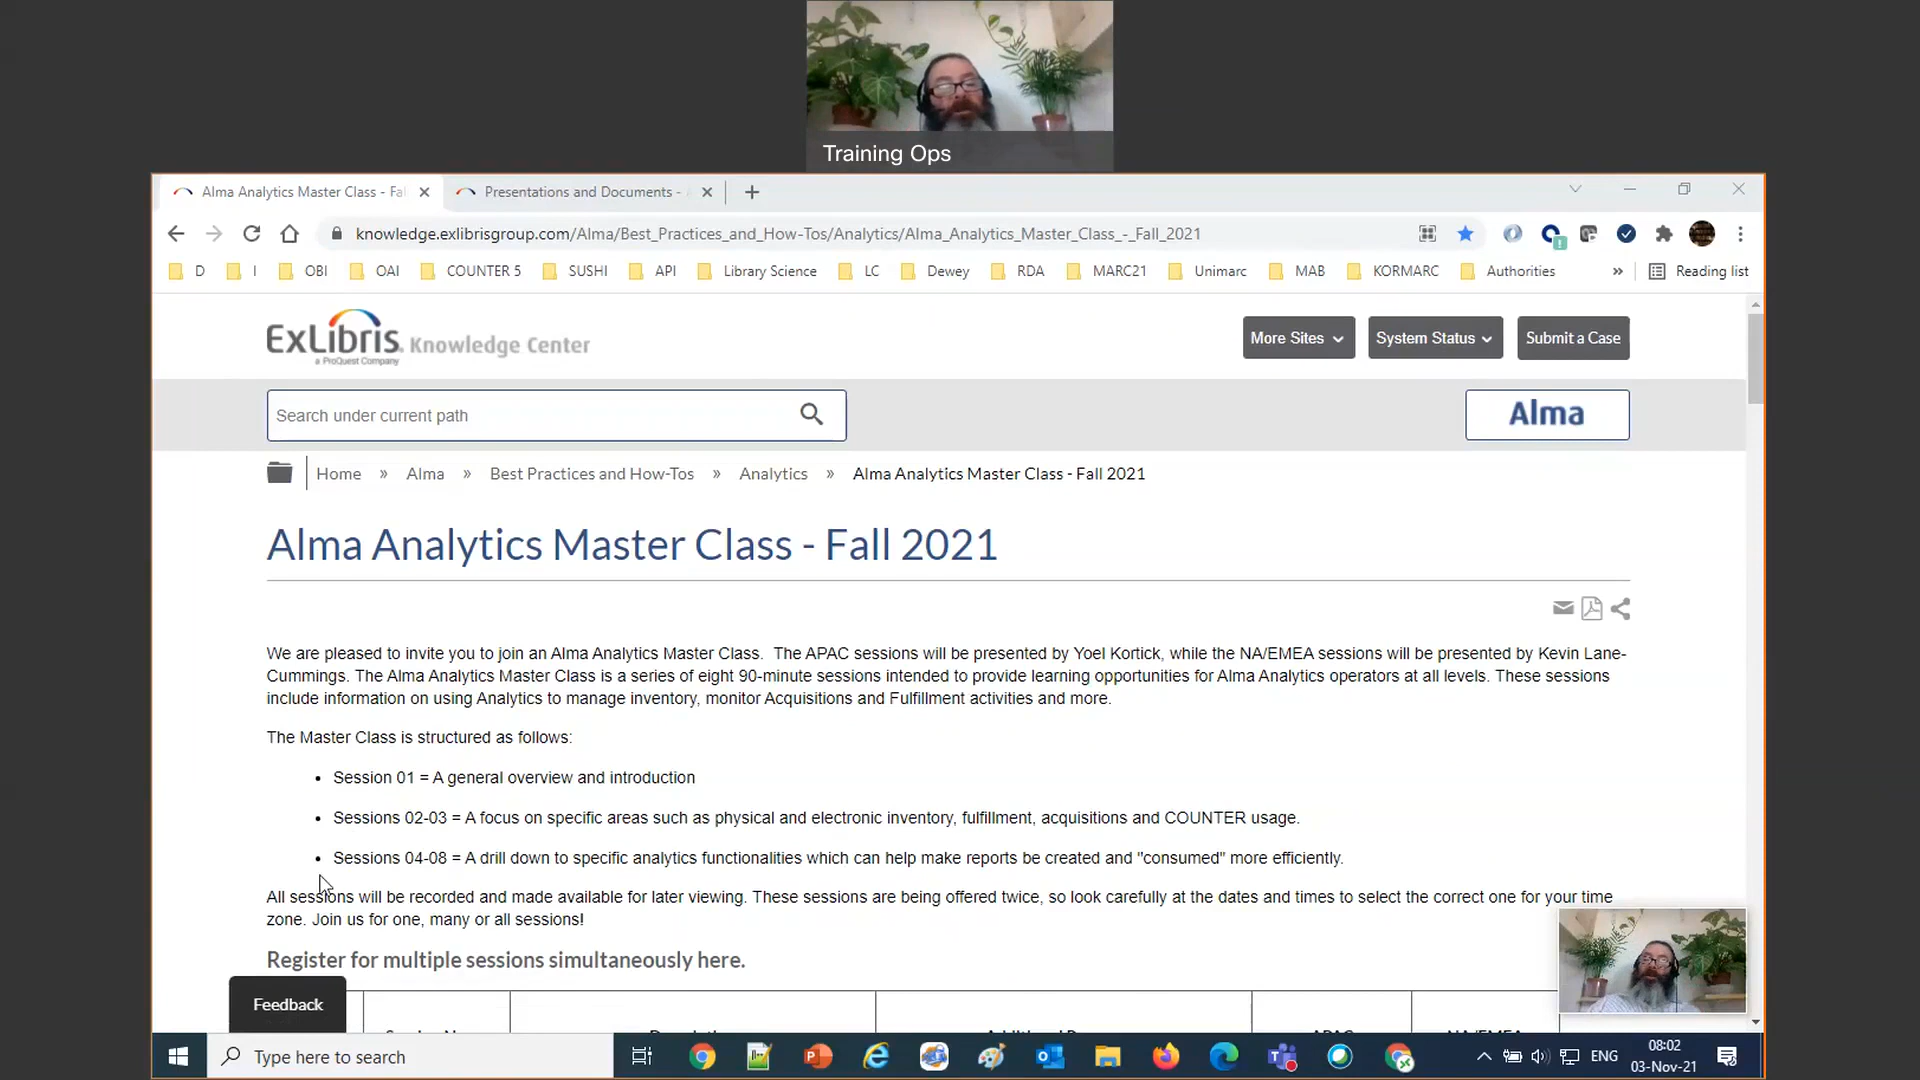 Training Ops
Alma Analytics Master Class - Fal
Presentations and Documents -
knowledge.exlibrisgroup.com/Alma/Best_Practices_and_How-Tos/Analytics/Alma_Analytics_Master_Class_-_Fall_2021
D I OBI OAI COUNTER 5 SUSHI API Library Science LC Dewey RDA MARC21 Unimarc MAB KORMARC Authorities » Reading list
ExLibris Knowledge Center
a ProQuest Company
More Sites System Status Submit a Case
Search under current path
Alma
Home » Alma » Best Practices and How-Tos » Analytics » Alma Analytics Master Class - Fall 2021
Alma Analytics Master Class - Fall 2021
We are pleased to invite you to join an Alma Analytics Master Class. The APAC sessions will be presented by Yoel Kortick, while the NA/EMEA sessions will be presented by Kevin Lane-
Cummings. The Alma Analytics Master Class is a series of eight 90-minute sessions intended to provide learning opportunities for Alma Analytics operators at all levels. These sessions
include information on using Analytics to manage inventory, monitor Acquisitions and Fulfillment activities and more.
The Master Class is structured as follows:
• Session 01 = A general overview and introduction
• Sessions 02-03 = A focus on specific areas such as physical and electronic inventory, fulfillment, acquisitions and COUNTER usage.
• Sessions 04-08 = A drill down to specific analytics functionalities which can help make reports be created and "consumed" more efficiently.
All sessions will be recorded and made available for later viewing. These sessions are being offered twice, so look carefully at the dates and times to select the correct one for your time
zone. Join us for one, many or all sessions!
Register for multiple sessions simultaneously here.
Feedback
Type here to search
ENG
08:02
03-Nov-21